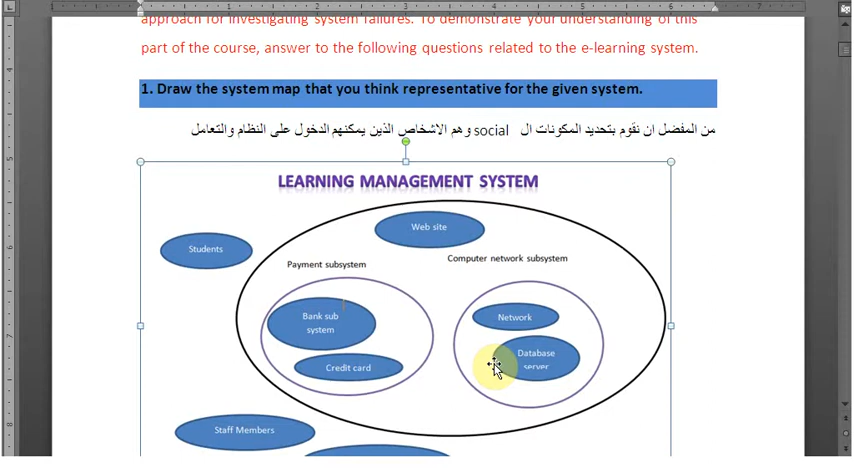 approach for investigating system failures. To demonstrate your understanding of this
part of the course, answer to the following questions related to the e-learning system.
1. Draw the system map that you think representative for the given system.
من المفضل ان نقوم بتحديد المكونات ال social وهم الاشخاص الذين يمكنهم الدخول على النظام والتعامل
LEARNING MANAGEMENT SYSTEM
Web site
Students
Payment subsystem
Computer network subsystem
Bank sub
system
Network
Database
server
Credit card
Staff Members